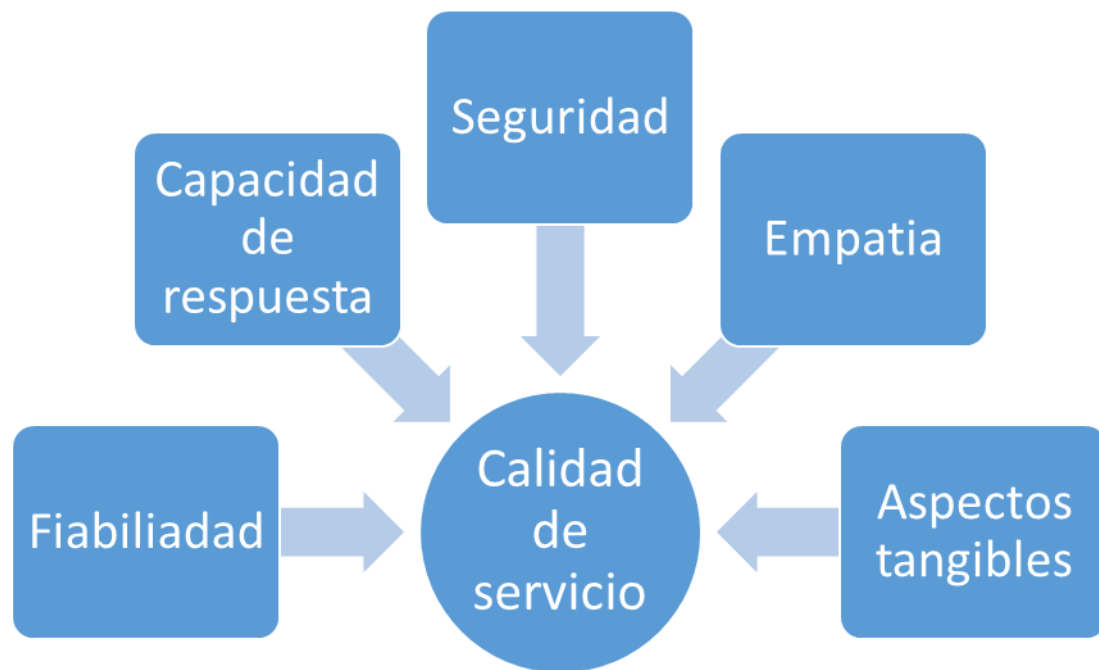 Seguridad
Capacidad
de
respuesta
Empatia
Fiabiliadad
Calidad
de
servicio
Aspectos
tangibles